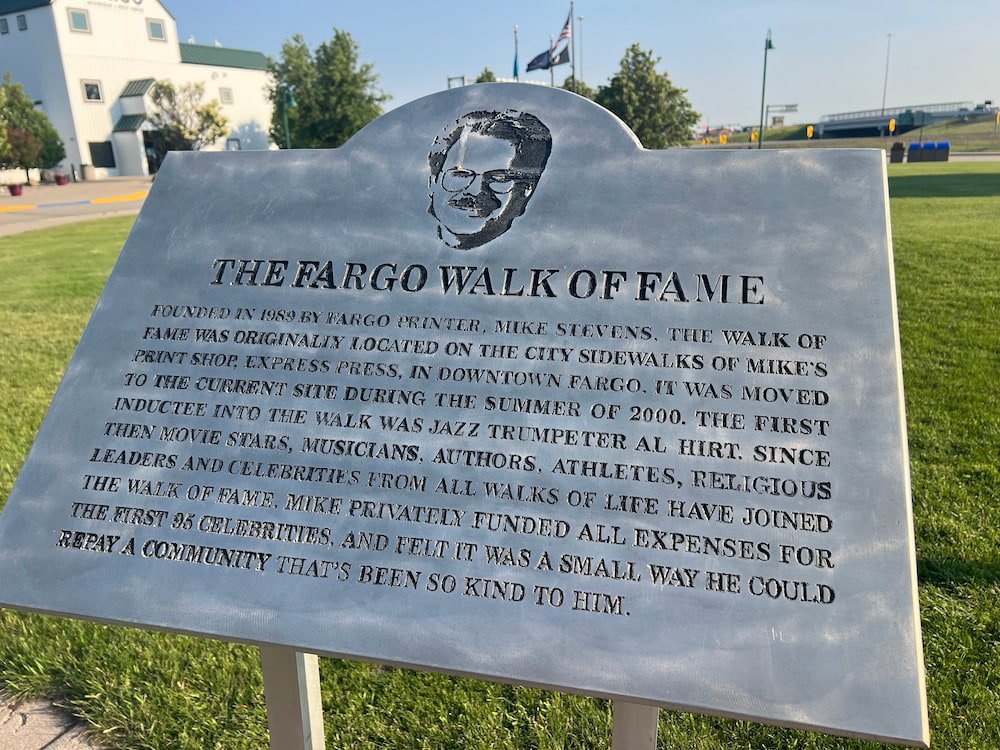 THE FARGO WALK OF FAME
FOUNDED IN 1989 BY FARGO PRINTER, MIKE STEVENS, THE WALK OF
FAME WAS ORIGINALLY LOCATED ON THE CITY SIDEWALKS OF MIKE'S
PRINT SHOP, EXPRESS PRESS, IN DOWNTOWN FARGO. IT WAS MOVED
TO THE CURRENT SITE DURING THE SUMMER OF 2000. THE FIRST
INDUCTEE INTO THE WALK WAS JAZZ TRUMPETER AL HIRT. SINCE
THEN MOVIE STARS, MUSICIANS, AUTHORS, ATHLETES, RELIGIOUS
LEADERS AND CELEBRITIES FROM ALL WALKS OF LIFE HAVE JOINED
THE WALK OF FAME. MIKE PRIVATELY FUNDED ALL EXPENSES FOR
THE FIRST 95 CELEBRITIES, AND FELT IT WAS A SMALL WAY HE COULD
REPAY A COMMUNITY THAT'S BEEN SO KIND TO HIM.